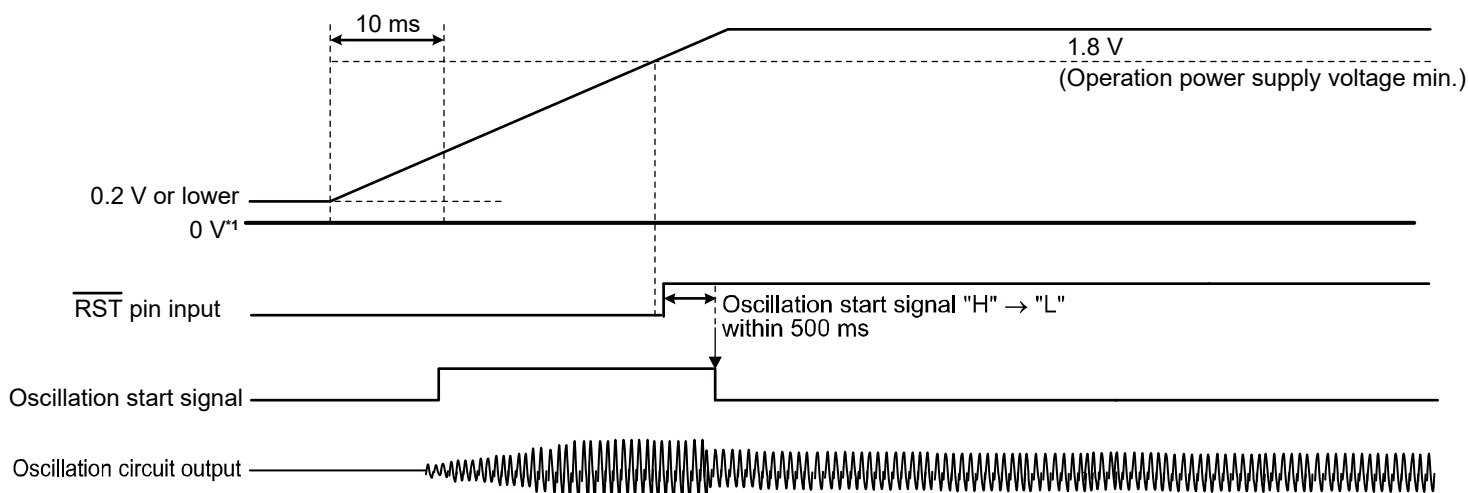 10 ms
1.8 V
(Operation power supply voltage min.)
0.2 V or lower
0 V*1
RST pin input
Oscillation start signal "H" → "L"
within 500 ms
Oscillation start signal
Oscillation circuit output